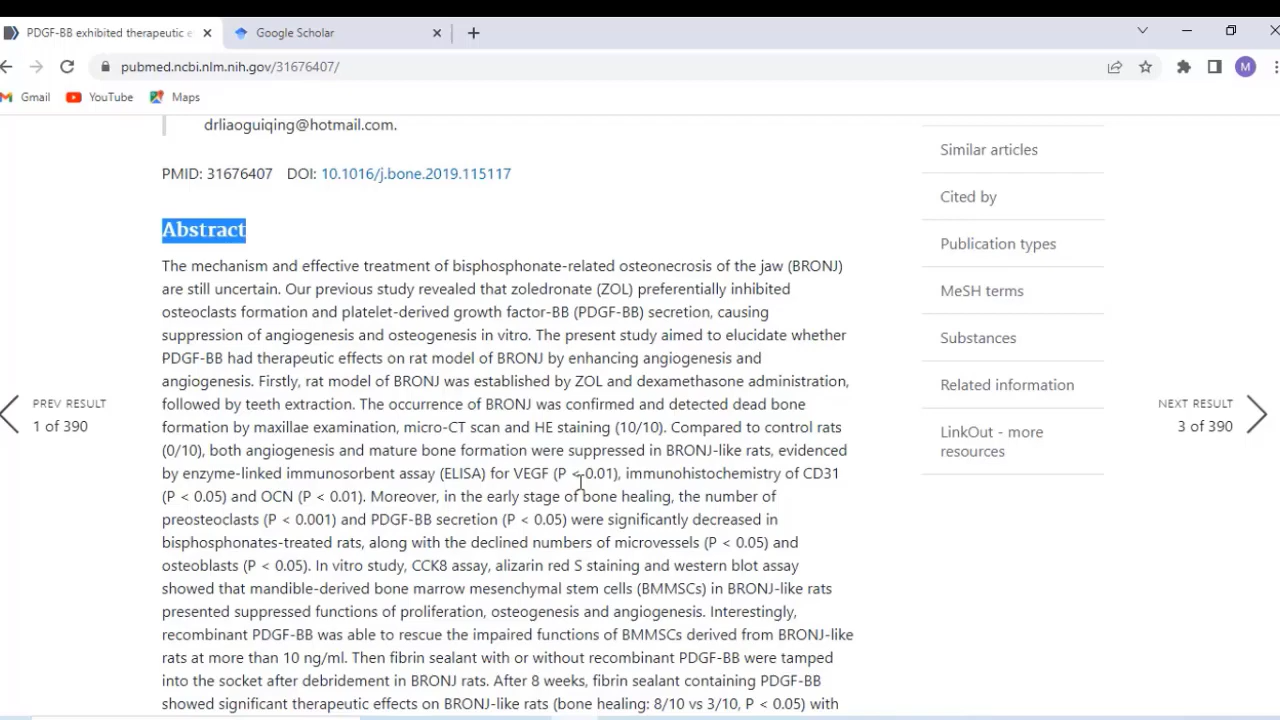 PDGF-BB exhibited therapeutic e
Google Scholar
pubmed.ncbi.nlm.nih.gov/31676407/
M
Gmail
YouTube
Maps
drliaoguiqing@hotmail.com.
PMID: 31676407 DOI: 10.1016/j.bone.2019.115117
Abstract
The mechanism and effective treatment of bisphosphonate-related osteonecrosis of the jaw (BRONJ)
are still uncertain. Our previous study revealed that zoledronate (ZOL) preferentially inhibited
osteoclasts formation and platelet-derived growth factor-BB (PDGF-BB) secretion, causing
suppression of angiogenesis and osteogenesis in vitro. The present study aimed to elucidate whether
PDGF-BB had therapeutic effects on rat model of BRONJ by enhancing angiogenesis and
angiogenesis. Firstly, rat model of BRONJ was established by ZOL and dexamethasone administration,
followed by teeth extraction. The occurrence of BRONJ was confirmed and detected dead bone
formation by maxillae examination, micro-CT scan and HE staining (10/10). Compared to control rats
(0/10), both angiogenesis and mature bone formation were suppressed in BRONJ-like rats, evidenced
by enzyme-linked immunosorbent assay (ELISA) for VEGF (P < 0.01), immunohistochemistry of CD31
(P < 0.05) and OCN (P < 0.01). Moreover, in the early stage of bone healing, the number of
preosteoclasts (P < 0.001) and PDGF-BB secretion (P < 0.05) were significantly decreased in
bisphosphonates-treated rats, along with the declined numbers of microvessels (P < 0.05) and
osteoblasts (P < 0.05). In vitro study, CCK8 assay, alizarin red S staining and western blot assay
showed that mandible-derived bone marrow mesenchymal stem cells (BMMSCs) in BRONJ-like rats
presented suppressed functions of proliferation, osteogenesis and angiogenesis. Interestingly,
recombinant PDGF-BB was able to rescue the impaired functions of BMMSCs derived from BRONJ-like
rats at more than 10 ng/ml. Then fibrin sealant with or without recombinant PDGF-BB were tamped
into the socket after debridement in BRONJ rats. After 8 weeks, fibrin sealant containing PDGF-BB
showed significant therapeutic effects on BRONJ-like rats (bone healing: 8/10 vs 3/10, P < 0.05) with
PREV RESULT
1 of 390
NEXT RESULT
3 of 390
Similar articles
Cited by
Publication types
MeSH terms
Substances
Related information
LinkOut - more
resources